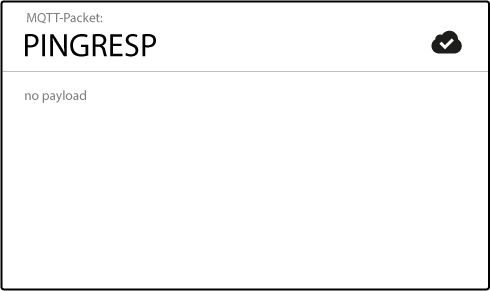 MQTT-Packet:
PINGRESP
no payload